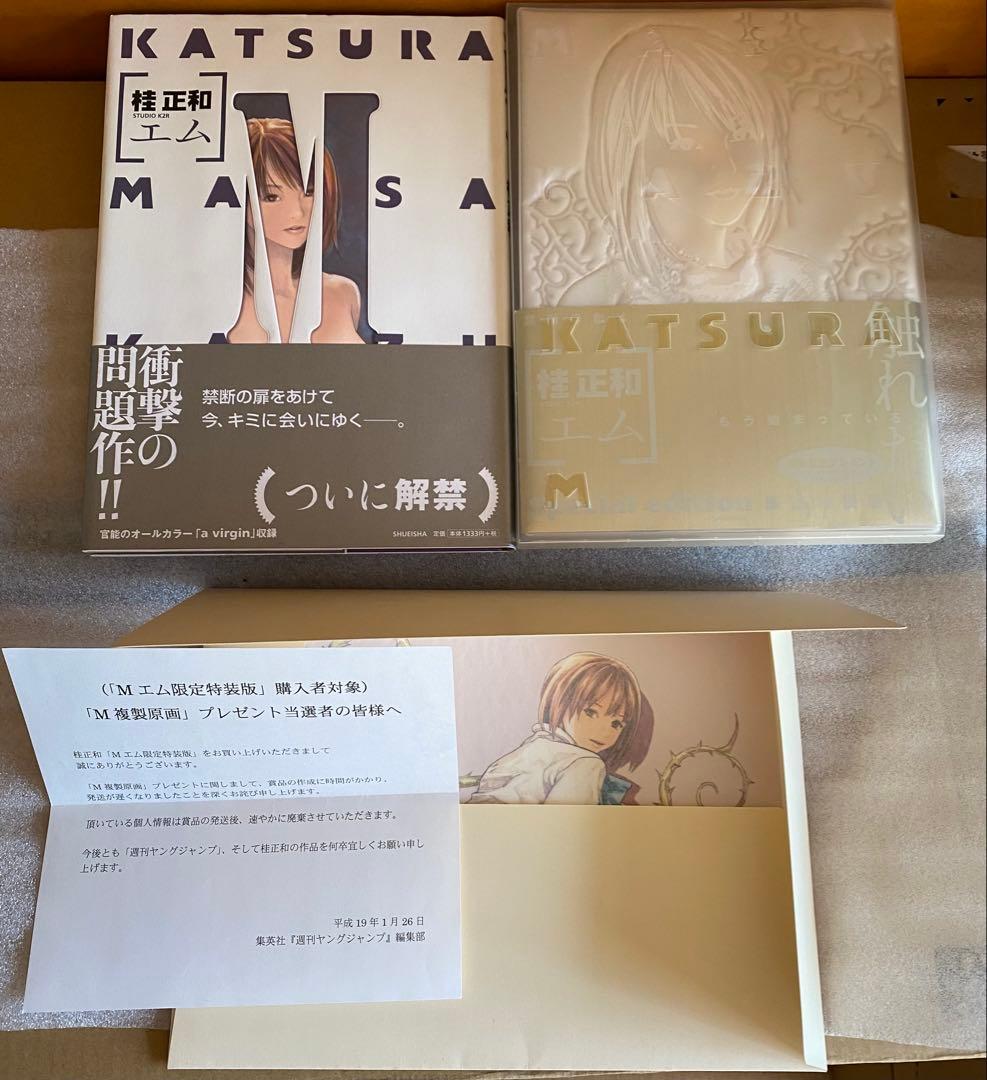 KATSURA
桂 正和
STUDIO K2R
エム
M
MASA
KAZU
衝撃の
問題作!!
禁断の扉をあけて
今、キミに会いにゆく──。
(ついに解禁)
官能のオールカラー「a virgin」収録
SHUEISHA 定価 本体1333円+税
M
KATSURA
桂 正和
エム
M
触れ
(「M エム限定特装版」購入者対象)
「M 複製原画」プレゼント当選者の皆様へ
桂正和「M エム限定特装版」をお買い上げいただきまして
誠にありがとうございます。
「M 複製原画」プレゼントに関しまして、賞品の作成に時間がかかり、
発送が遅くなりましたことを深くお詫び申し上げます。
頂いている個人情報は賞品の発送後、速やかに廃棄させていただきます。
今後とも「週刊ヤングジャンプ」、そして桂正和の作品を何卒宜しくお願い申し
上げます。
平成 19 年 1 月 26 日
集英社『週刊ヤングジャンプ』編集部